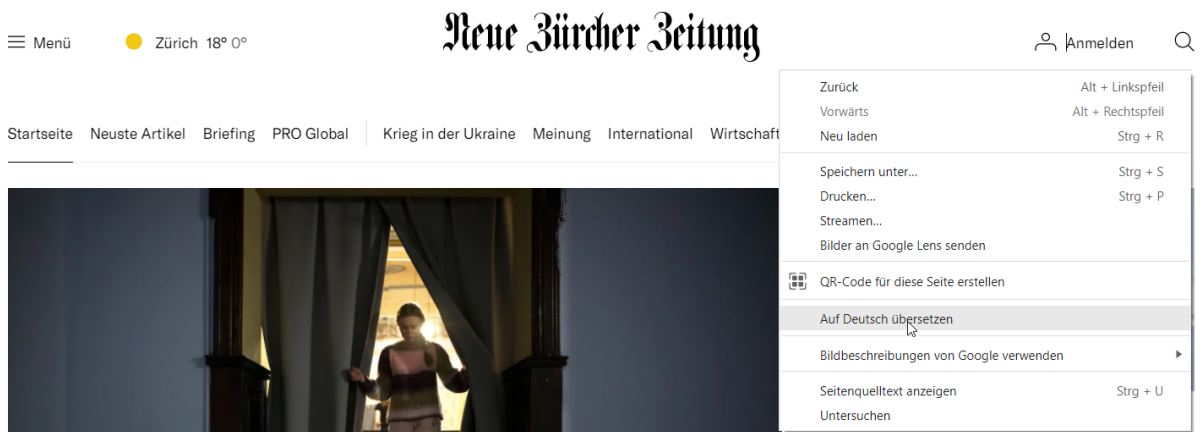 Menü
Zürich 18° 0°
Neue Zürcher Zeitung
Anmelden
Startseite Neuste Artikel Briefing PRO Global Krieg in der Ukraine Meinung International Wirtschaft
Zurück Alt + Linkspfeil
Vorwärts Alt + Rechtspfeil
Neu laden Strg + R
Speichern unter... Strg + S
Drucken... Strg + P
Streamen...
Bilder an Google Lens senden
QR-Code für diese Seite erstellen
Auf Deutsch übersetzen
Bildbeschreibungen von Google verwenden
Seitenquelltext anzeigen Strg + U
Untersuchen